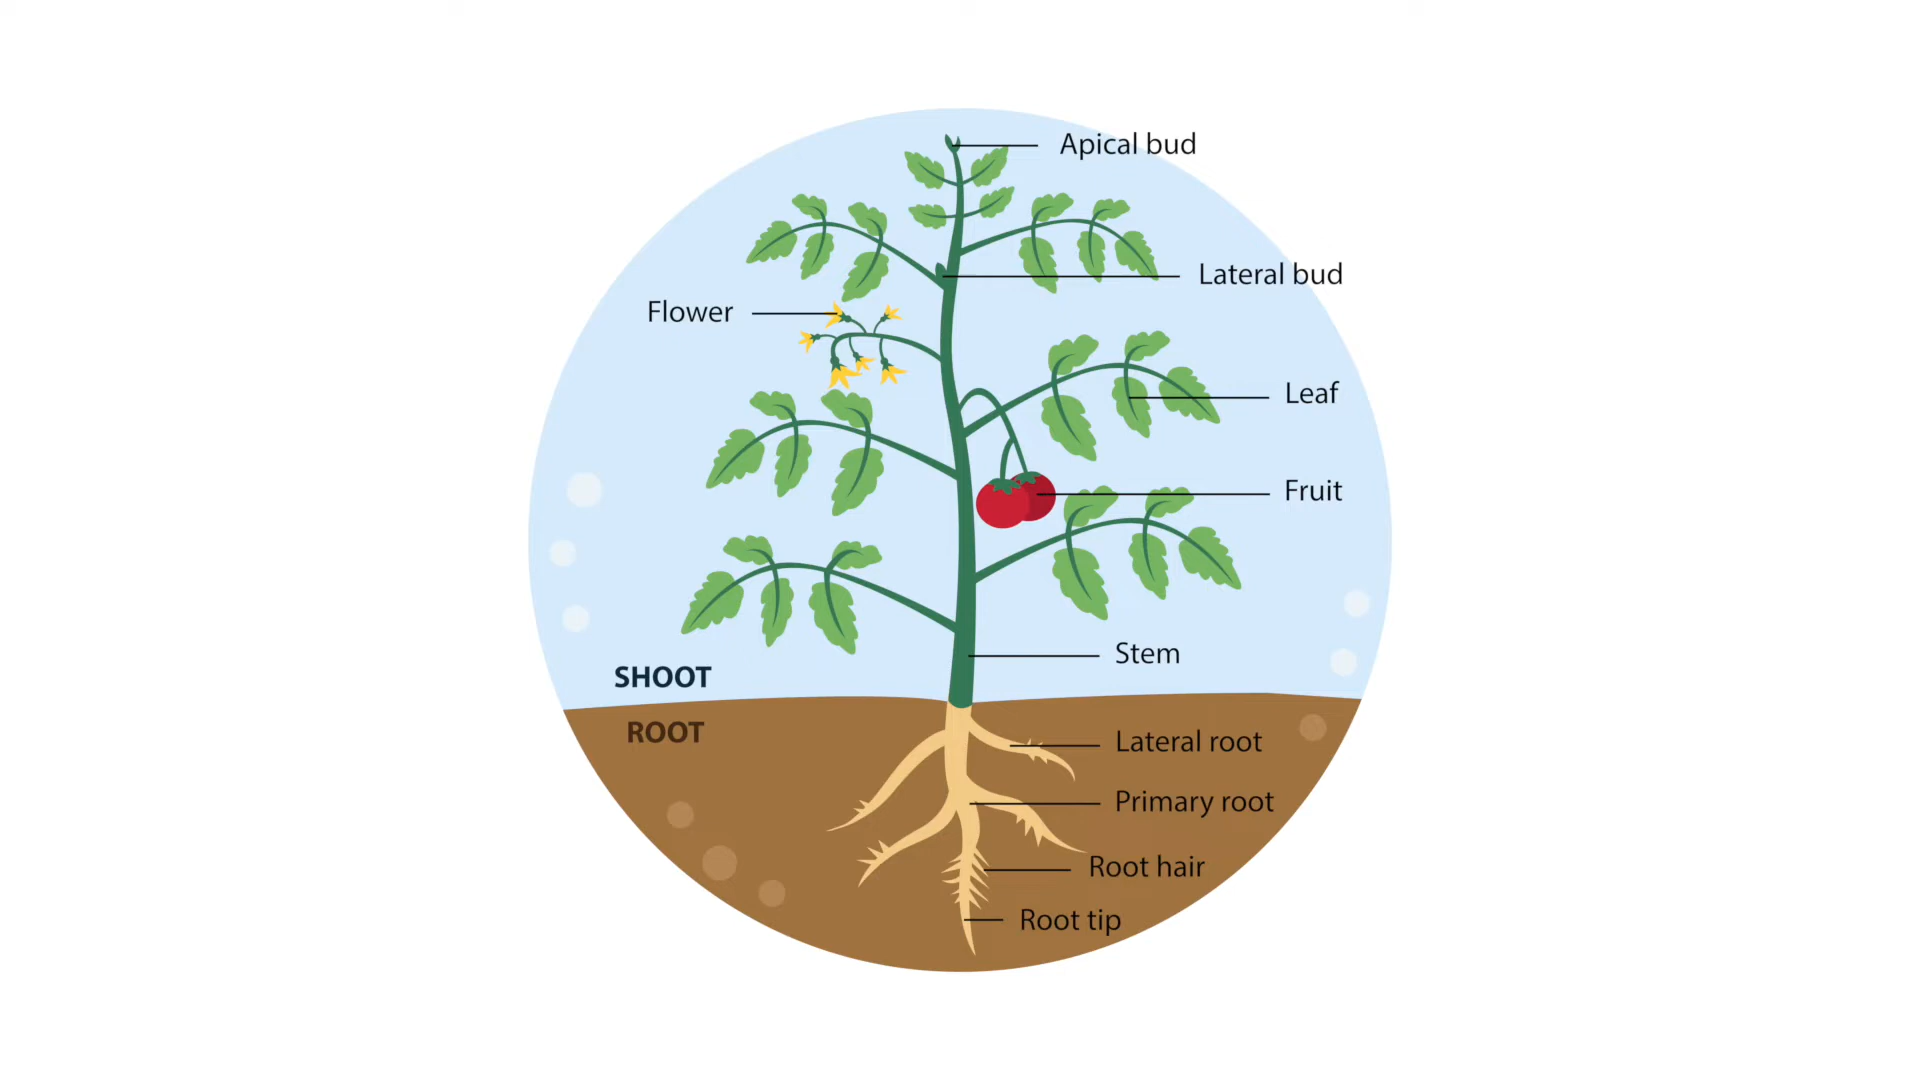 Apical bud
Lateral bud
Flower
Leaf
Fruit
Stem
SHOOT
ROOT
Lateral root
Primary root
Root hair
Root tip